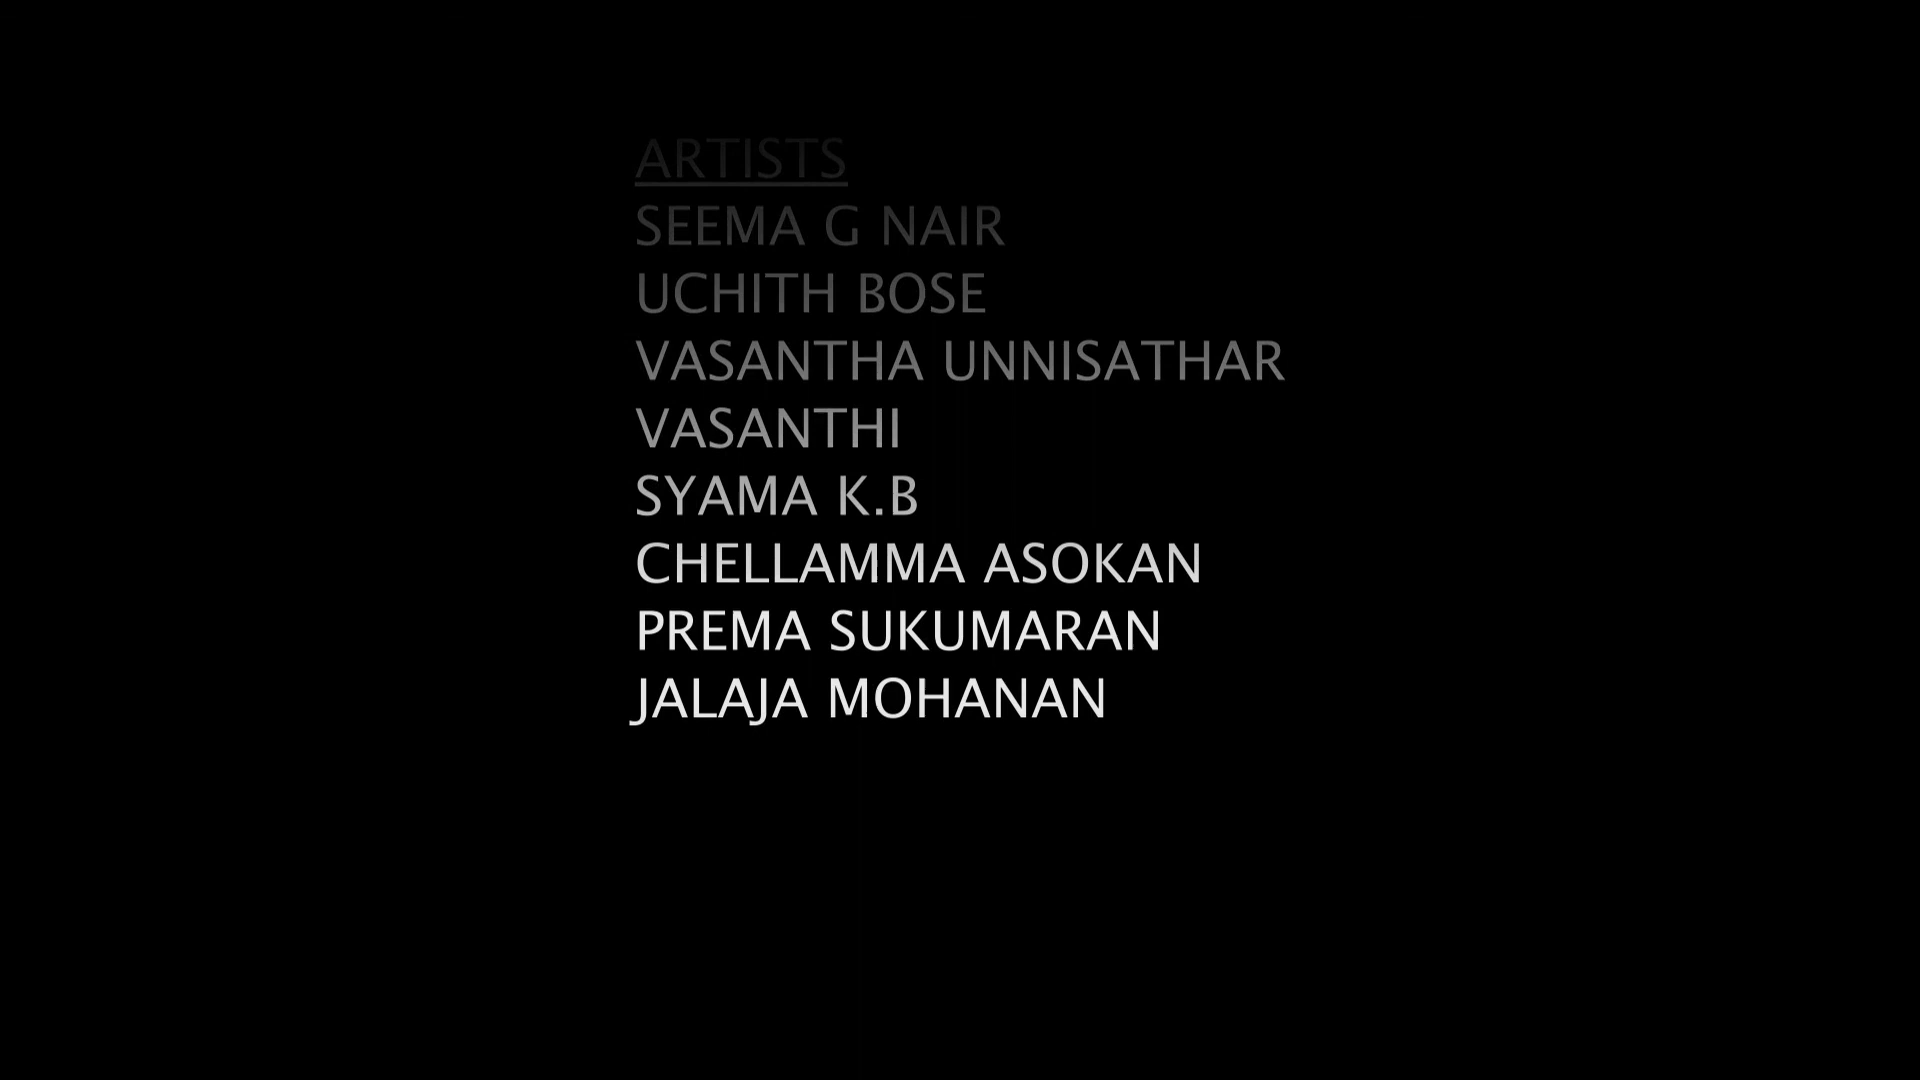 ARTISTS
SEEMA G NAIR
UCHITH BOSE
VASANTHA UNNISATHAR
VASANTHI
SYAMA K.B
CHELLAMMA ASOKAN
PREMA SUKUMARAN
JALAJA MOHANAN